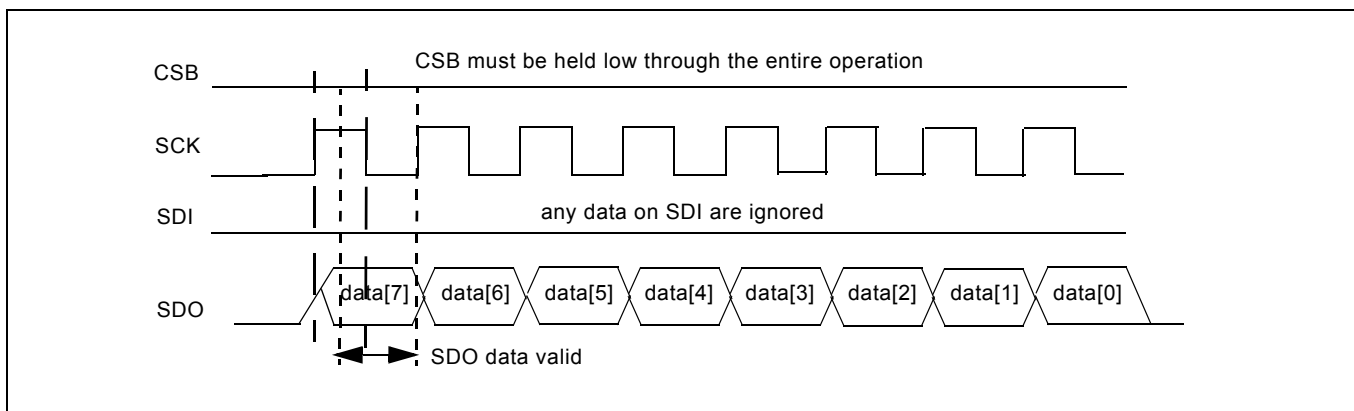 CSB must be held low through the entire operation
CSB
SCK
SDI
any data on SDI are ignored
SDO
data[7]
data[6]
data[5]
data[4]
data[3]
data[2]
data[1]
data[0]
SDO data valid